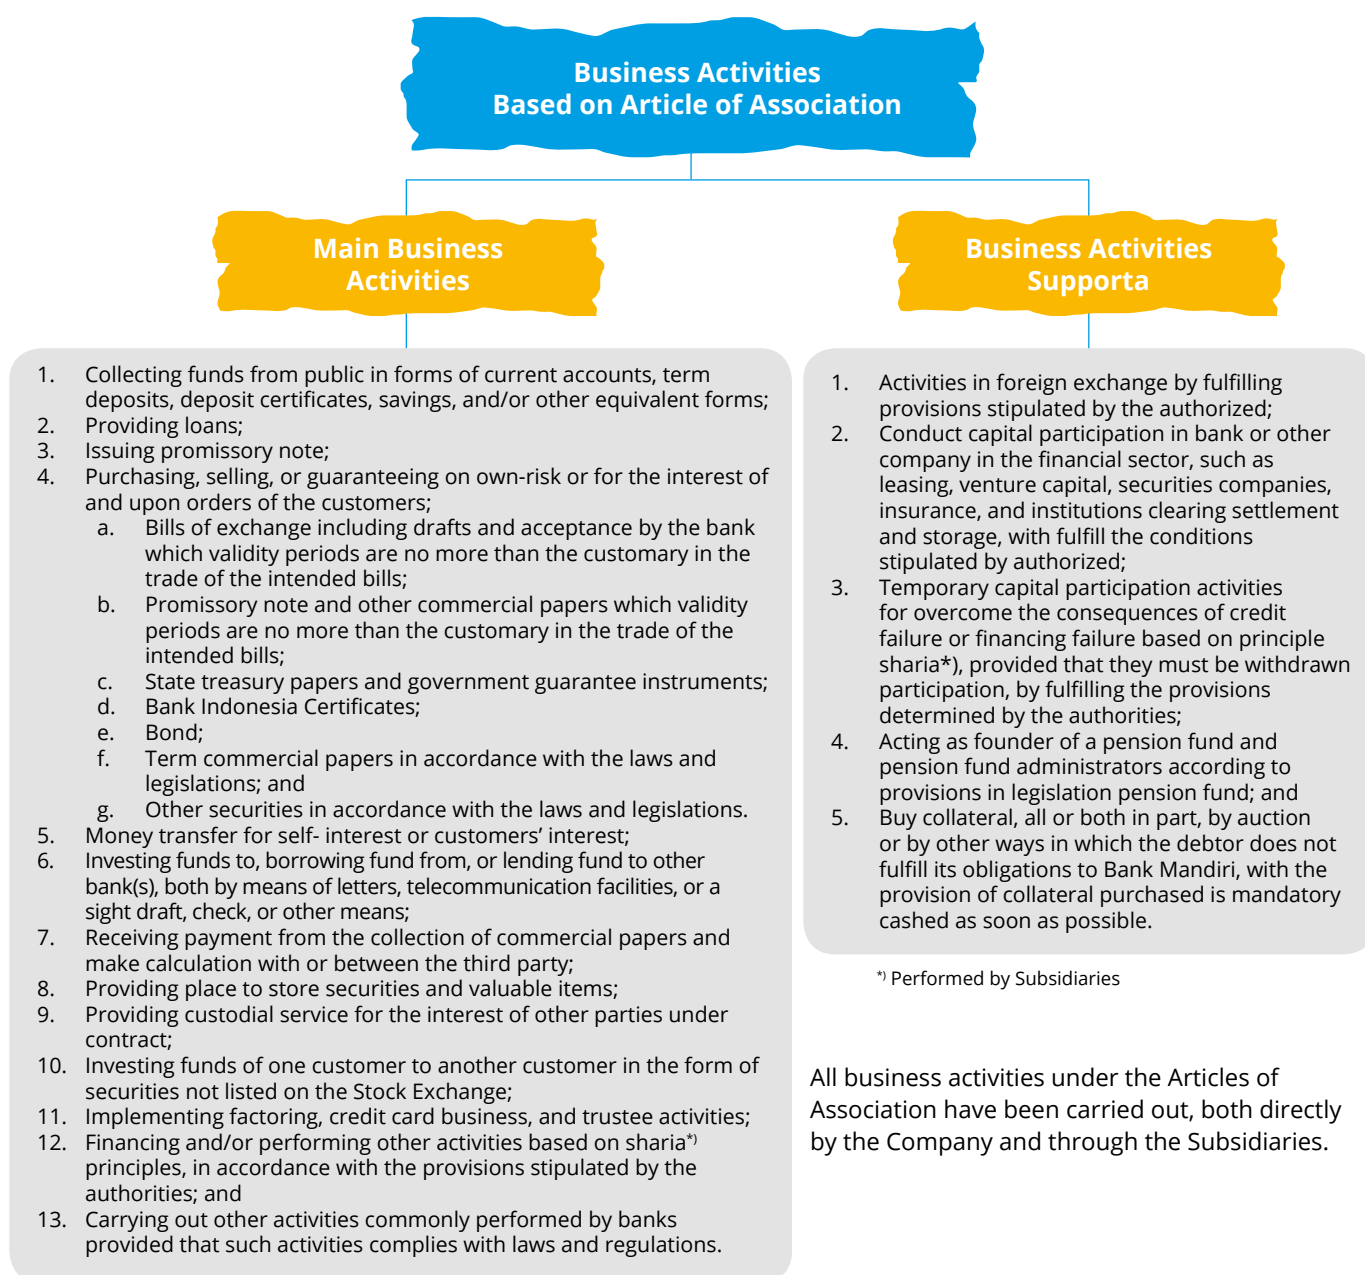 Business Activities
Based on Article of Association
Main Business
Activities
1. Collecting funds from public in forms of current accounts, term
deposits, deposit certificates, savings, and/or other equivalent forms;
2. Providing loans;
3. Issuing promissory note;
4. Purchasing, selling, or guaranteeing on own-risk or for the interest of
and upon orders of the customers;
a. Bills of exchange including drafts and acceptance by the bank
which validity periods are no more than the customary in the
trade of the intended bills;
b. Promissory note and other commercial papers which validity
periods are no more than the customary in the trade of the
intended bills;
c. State treasury papers and government guarantee instruments;
d. Bank Indonesia Certificates;
e. Bond;
f. Term commercial papers in accordance with the laws and
legislations; and
g. Other securities in accordance with the laws and legislations.
5. Money transfer for self- interest or customers’ interest;
6. Investing funds to, borrowing fund from, or lending fund to other
bank(s), both by means of letters, telecommunication facilities, or a
sight draft, check, or other means;
7. Receiving payment from the collection of commercial papers and
make calculation with or between the third party;
8. Providing place to store securities and valuable items;
9. Providing custodial service for the interest of other parties under
contract;
10. Investing funds of one customer to another customer in the form of
securities not listed on the Stock Exchange;
11. Implementing factoring, credit card business, and trustee activities;
12. Financing and/or performing other activities based on sharia*)
principles, in accordance with the provisions stipulated by the
authorities; and
13. Carrying out other activities commonly performed by banks
provided that such activities complies with laws and regulations.
Business Activities
Supporta
1. Activities in foreign exchange by fulfilling
provisions stipulated by the authorized;
2. Conduct capital participation in bank or other
company in the financial sector, such as
leasing, venture capital, securities companies,
insurance, and institutions clearing settlement
and storage, with fulfill the conditions
stipulated by authorized;
3. Temporary capital participation activities
for overcome the consequences of credit
failure or financing failure based on principle
sharia*), provided that they must be withdrawn
participation, by fulfilling the provisions
determined by the authorities;
4. Acting as founder of a pension fund and
pension fund administrators according to
provisions in legislation pension fund; and
5. Buy collateral, all or both in part, by auction
or by other ways in which the debtor does not
fulfill its obligations to Bank Mandiri, with the
provision of collateral purchased is mandatory
cashed as soon as possible.
*) Performed by Subsidiaries
All business activities under the Articles of
Association have been carried out, both directly
by the Company and through the Subsidiaries.